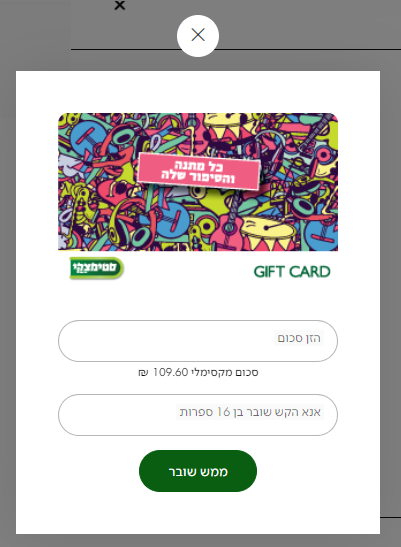 כל מתנה
והסיפור שלה
סטימצקי
GIFT CARD
הזן סכום
סכום מקסימלי 109.60 ₪
אנא הקש שובר בן 16 ספרות
ממש שובר